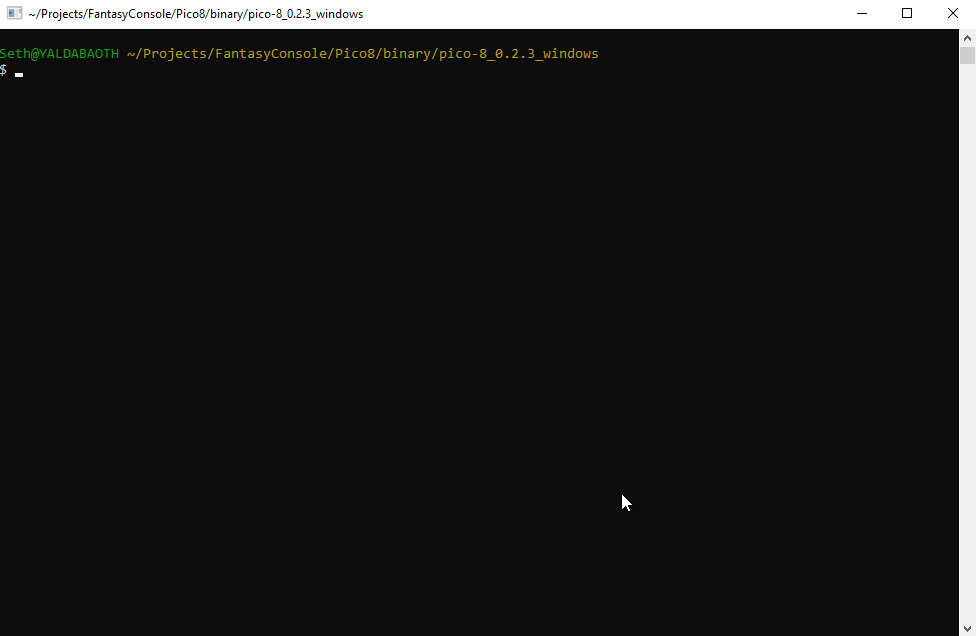 ~/Projects/FantasyConsole/Pico8/binary/pico-8_0.2.3_windows
Seth@YALDABAOTH ~/Projects/FantasyConsole/Pico8/binary/pico-8_0.2.3_windows
$